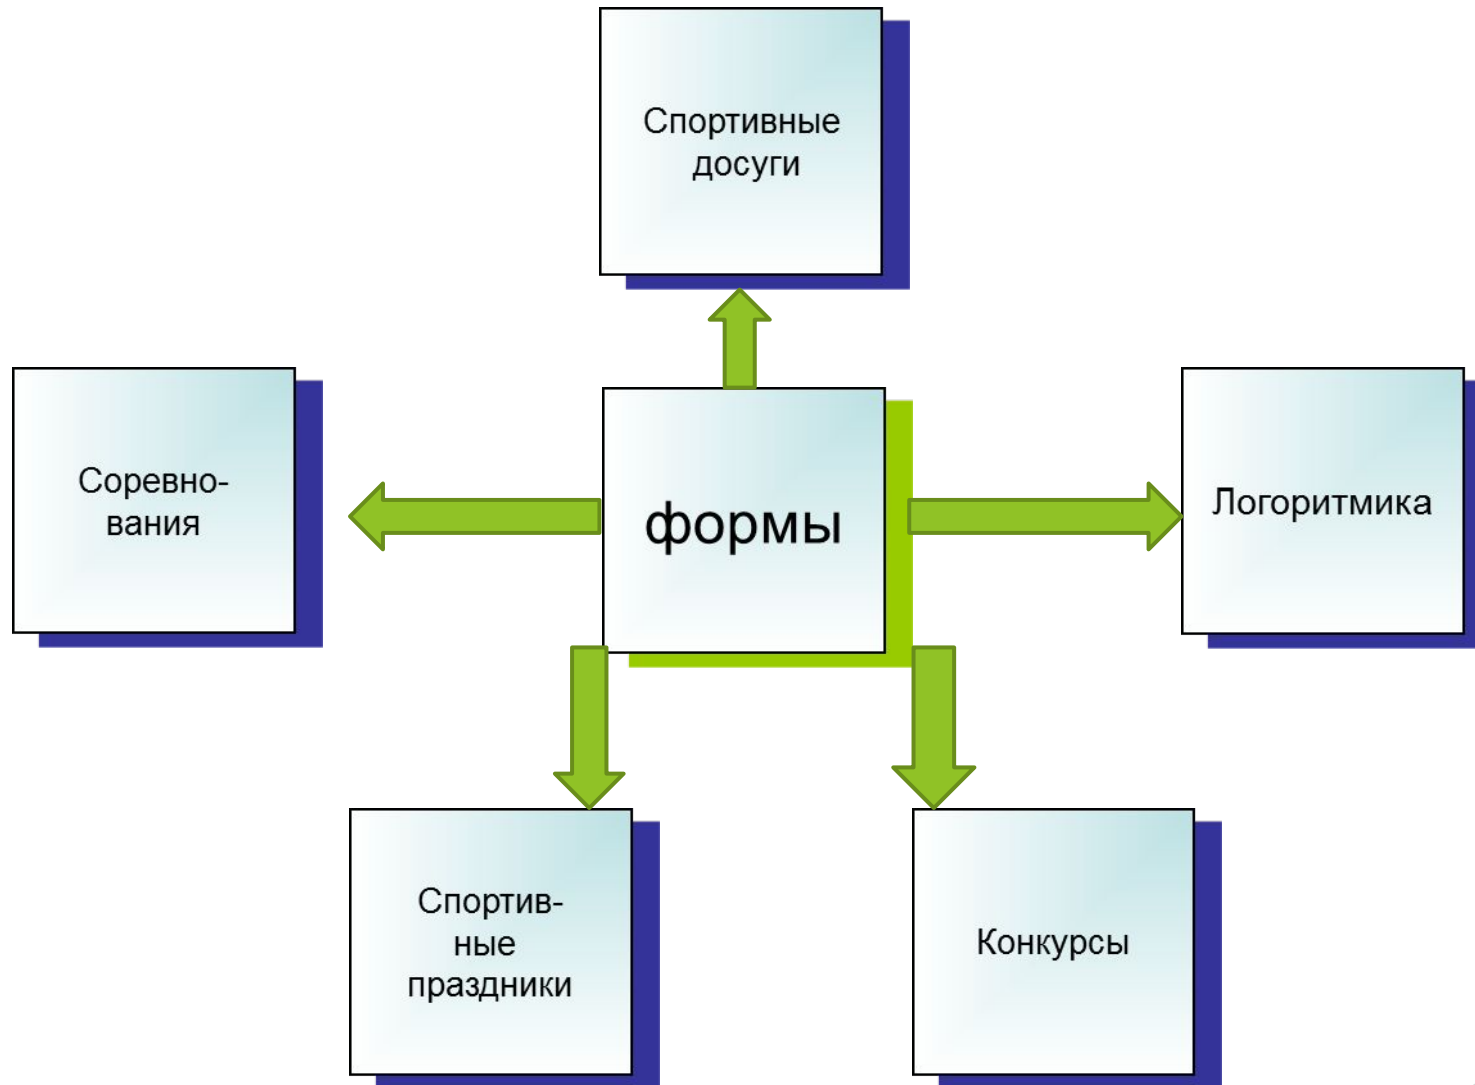 Спортивные
досуги
Соревно-
вания
формы
Логоритмика
Спортив-
ные
праздники
Конкурсы